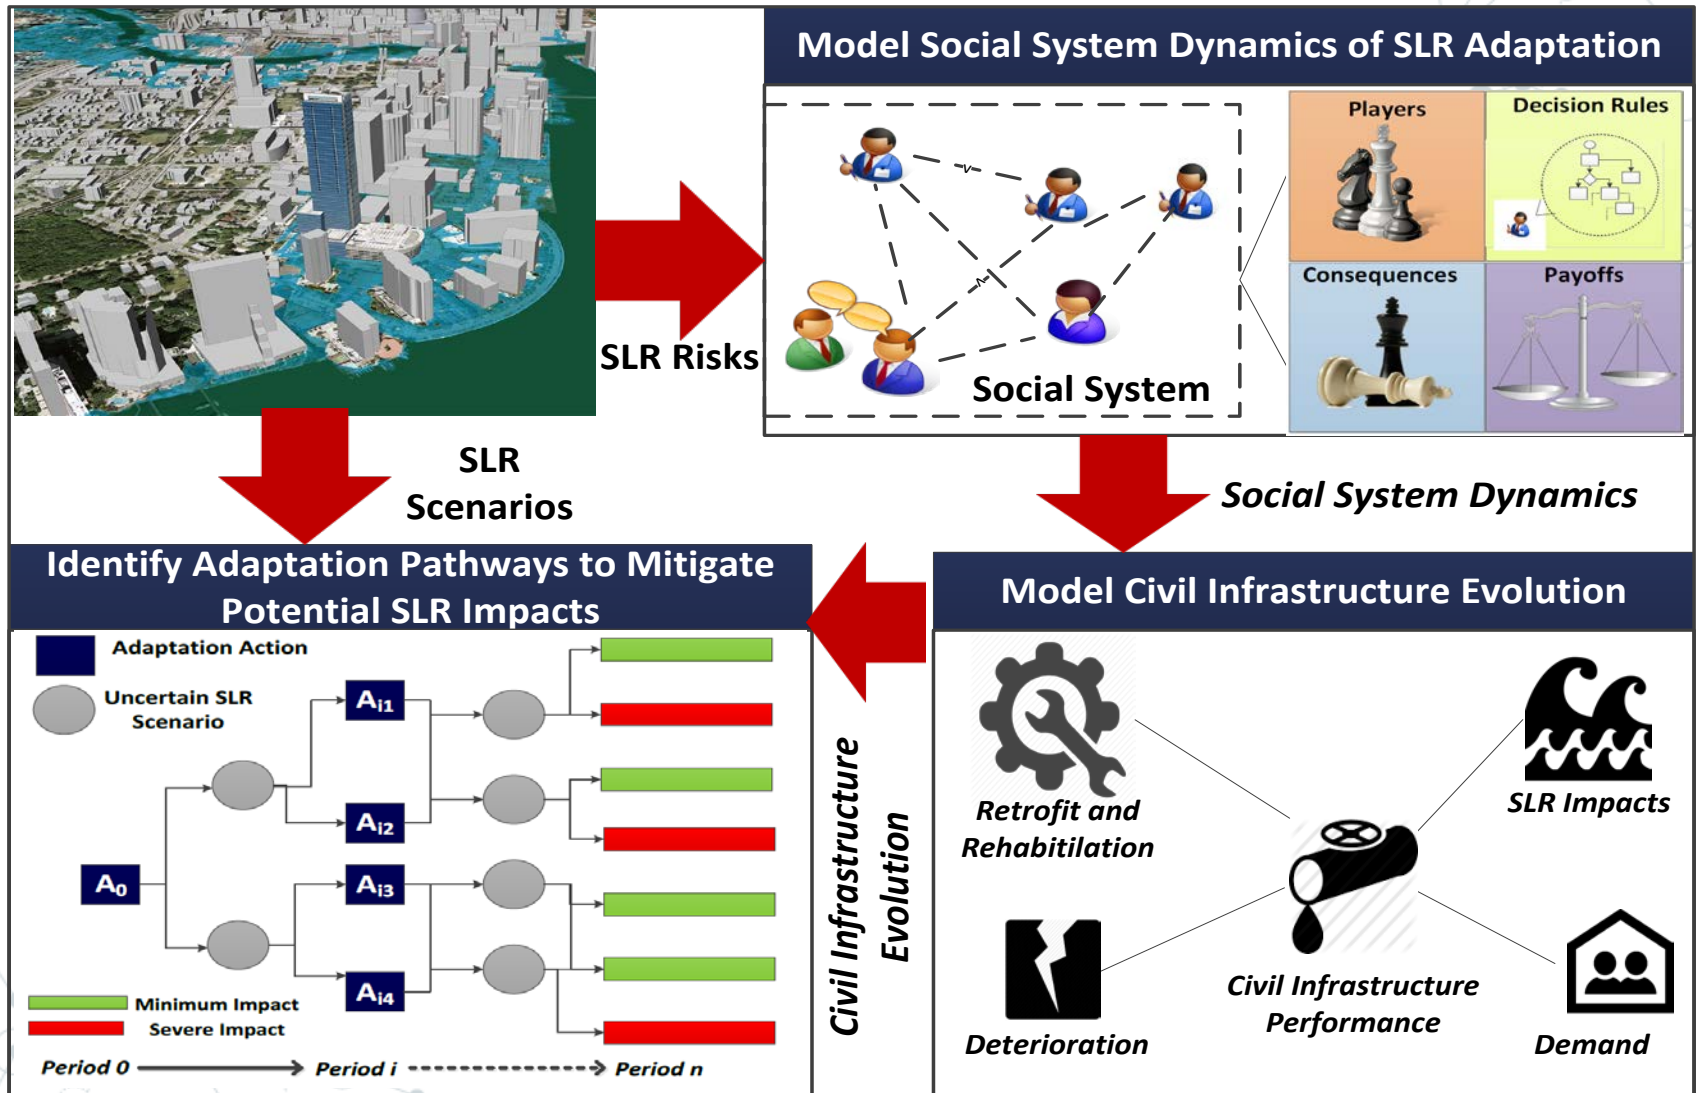 Model Social System Dynamics of SLR Adaptation
Players
Decision Rules
Consequences
Payoffs
Social System
SLR Risks
SLR
Scenarios
Social System Dynamics
Identify Adaptation Pathways to Mitigate
Potential SLR Impacts
Adaptation Action
Uncertain SLR
Scenario
A0
Ai1
Ai2
Ai3
Ai4
Minimum Impact
Severe Impact
Period 0
Period i
Period n
Civil Infrastructure
Evolution
Model Civil Infrastructure Evolution
Retrofit and
Rehabitilation
SLR Impacts
Deterioration
Civil Infrastructure
Performance
Demand